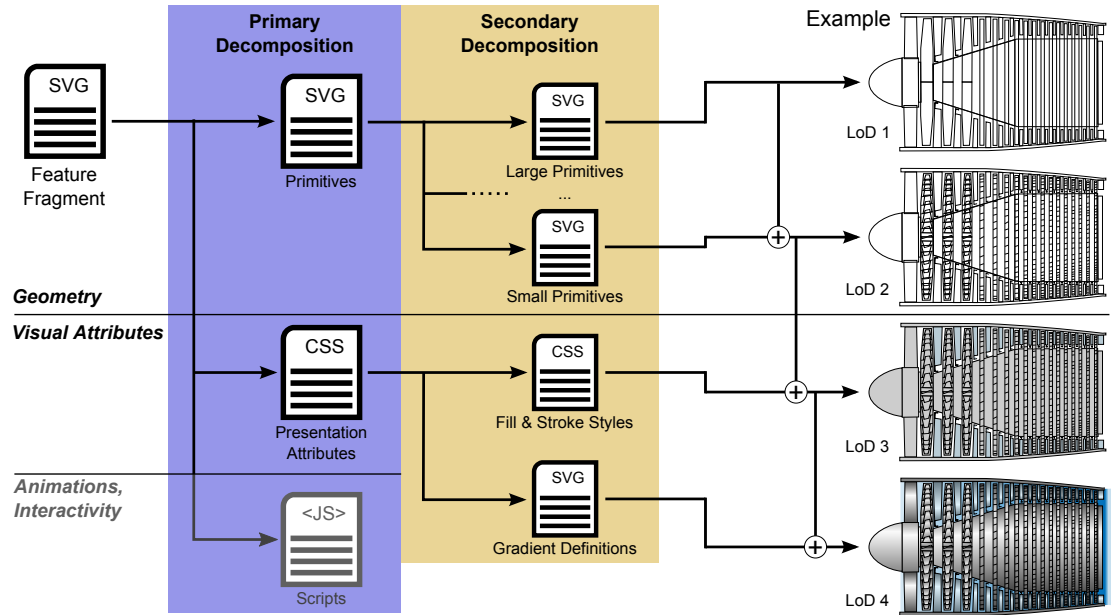 Primary
Decomposition
Secondary
Decomposition
Example
SVG
Feature
Fragment
SVG
Primitives
SVG
Large Primitives
...
SVG
Small Primitives
LoD 1
LoD 2
Geometry
Visual Attributes
CSS
Presentation
Attributes
CSS
Fill & Stroke Styles
LoD 3
Animations,
Interactivity
<JS>
Scripts
SVG
Gradient Definitions
LoD 4